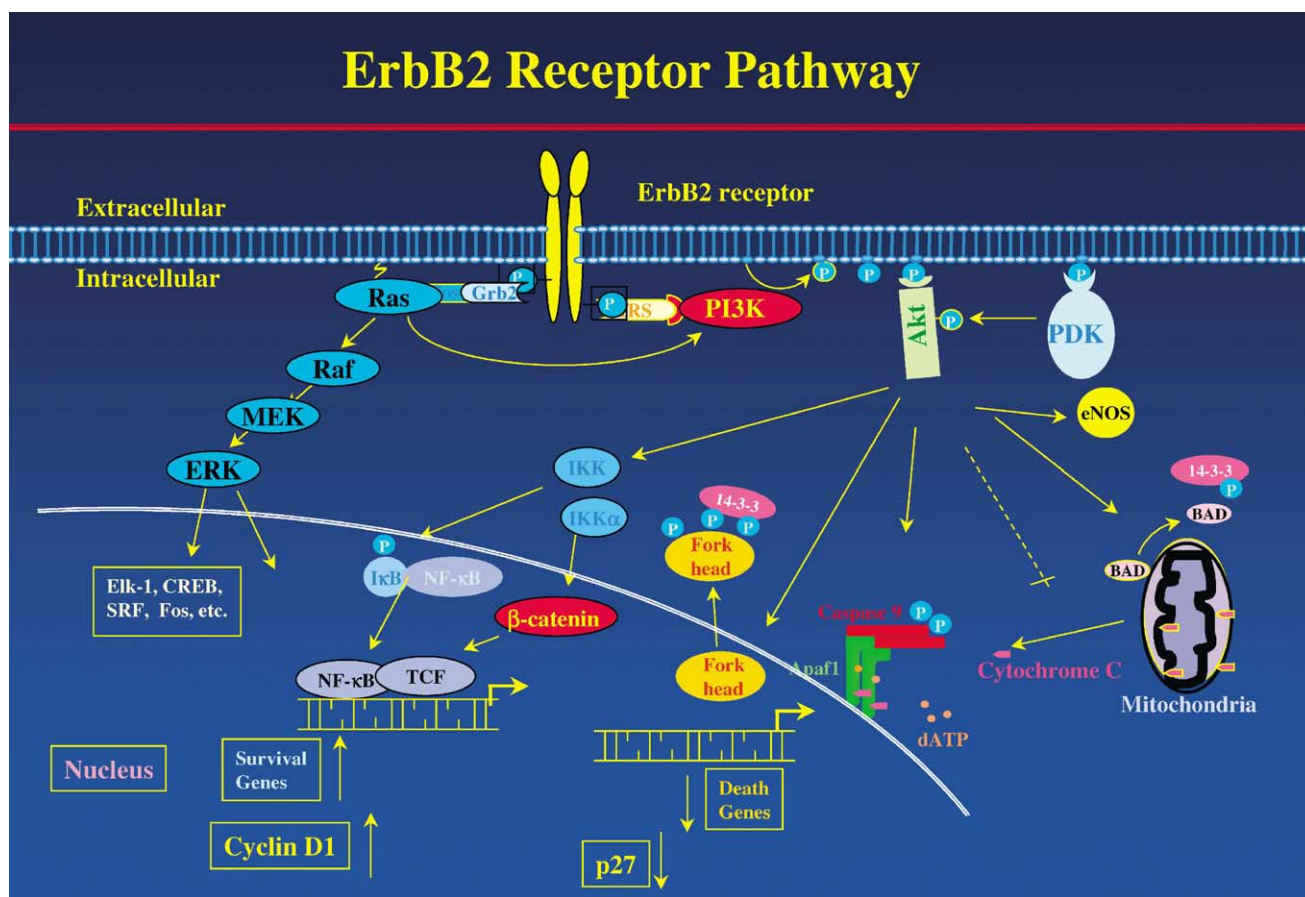 ErbB2 Receptor Pathway
ErbB2 receptor
Extracellular
Intracellular
P
P
P
P
P
Ras
Grb2
P
RS
PI3K
Akt
P
PDK
Raf
eNOS
MEK
ERK
IKK
14-3-3
P
BAD
14-3-3
P
P
P
IKKα
Fork
head
P
IκB
NF-κB
BAD
Elk-1, CREB,
SRF, Fos, etc.
β-catenin
Caspase 9
P
P
NF-κB
TCF
Fork
head
Apaf1
Cytochrome C
Mitochondria
dATP
Nucleus
Survival
Genes
Death
Genes
Cyclin D1
p27